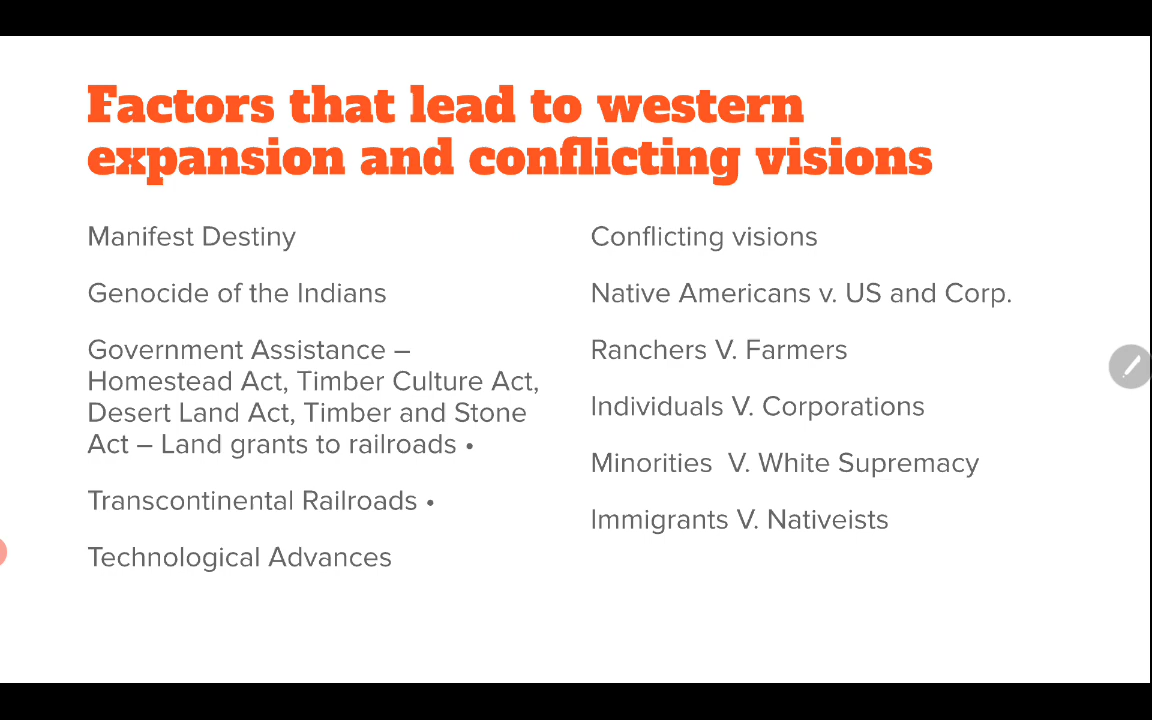 Factors that lead to western
expansion and conflicting visions
Manifest Destiny
Genocide of the Indians
Government Assistance –
Homestead Act, Timber Culture Act,
Desert Land Act, Timber and Stone
Act – Land grants to railroads •
Transcontinental Railroads •
Technological Advances
Conflicting visions
Native Americans v. US and Corp.
Ranchers V. Farmers
Individuals V. Corporations
Minorities  V. White Supremacy
Immigrants V. Nativeists